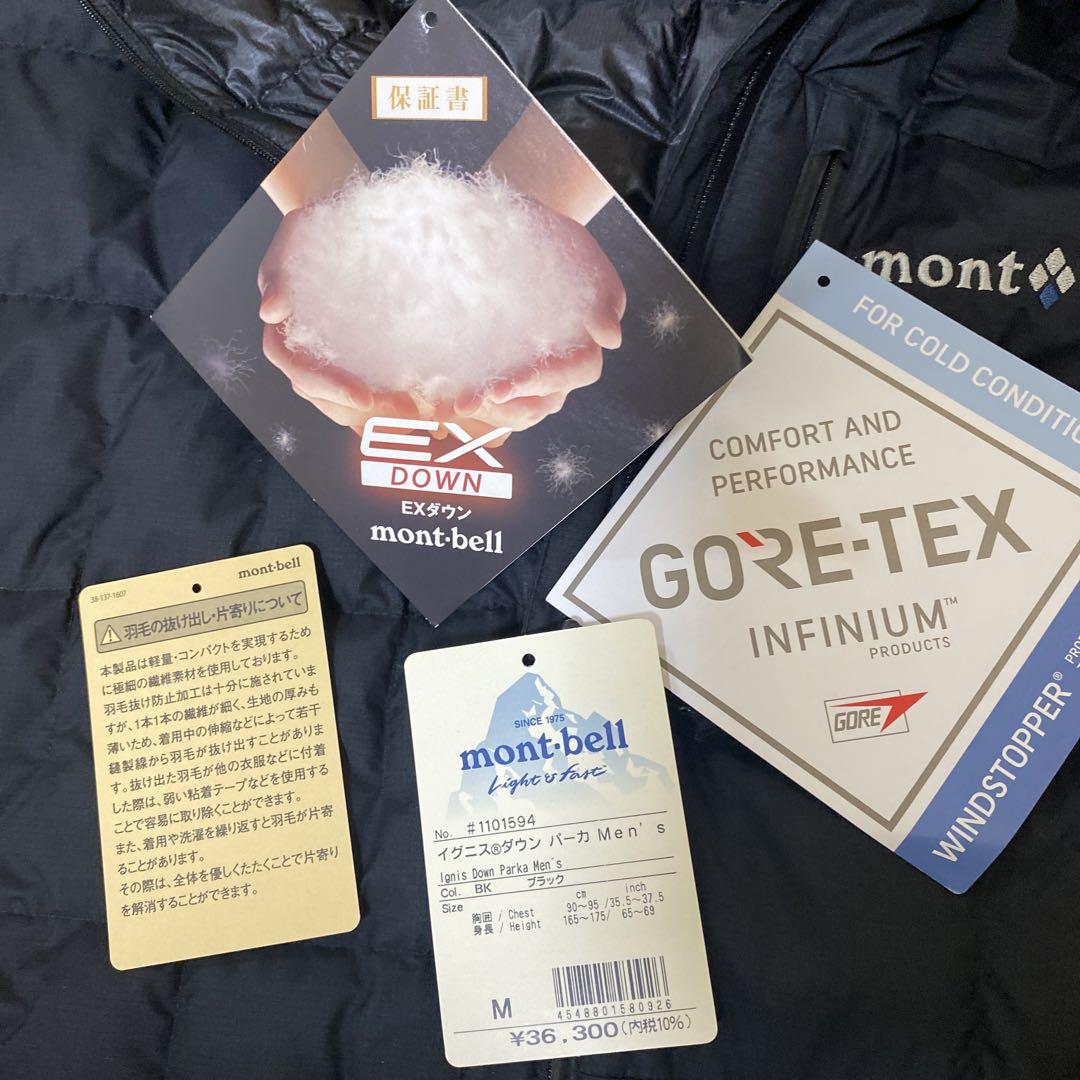 保証書
EX
DOWN
EXダウン
mont-bell
mont
FOR COLD CONDITIO
COMFORT AND
PERFORMANCE
GORE-TEX
INFINIUM™
PRODUCTS
GORE
WINDSTOPPER® PRO
mont-bell
38-137-1607
羽毛の抜け出し・片寄りについて
本製品は軽量・コンパクトを実現するため
に極細の繊維素材を使用しております。
羽毛抜け防止加工は十分に施されていま
すが、1本1本の繊維が細く、生地の厚みも
薄いため、着用中の伸縮などによって若干
縫製線から羽毛が抜け出すことがありま
す。抜け出た羽毛が他の衣服などに付着
した際は、弱い粘着テープなどを使用する
ことで容易に取り除くことができます。
また、着用や洗濯を繰り返すと羽毛が片寄
ることがあります。
その際は、全体を優しくたたくことで片寄り
を解消することができます。
SINCE 1975
mont-bell
Light & Fast
No. #1101594
イグニス®ダウン パーカ Men's
Ignis Down Parka Men's
Col. BK ブラック
Size cm inch
胸囲 / Chest 90~95 /35.5~37.5
身長 / Height 165~175/ 65~69
M
4548801580926
¥36,300(内税10%)